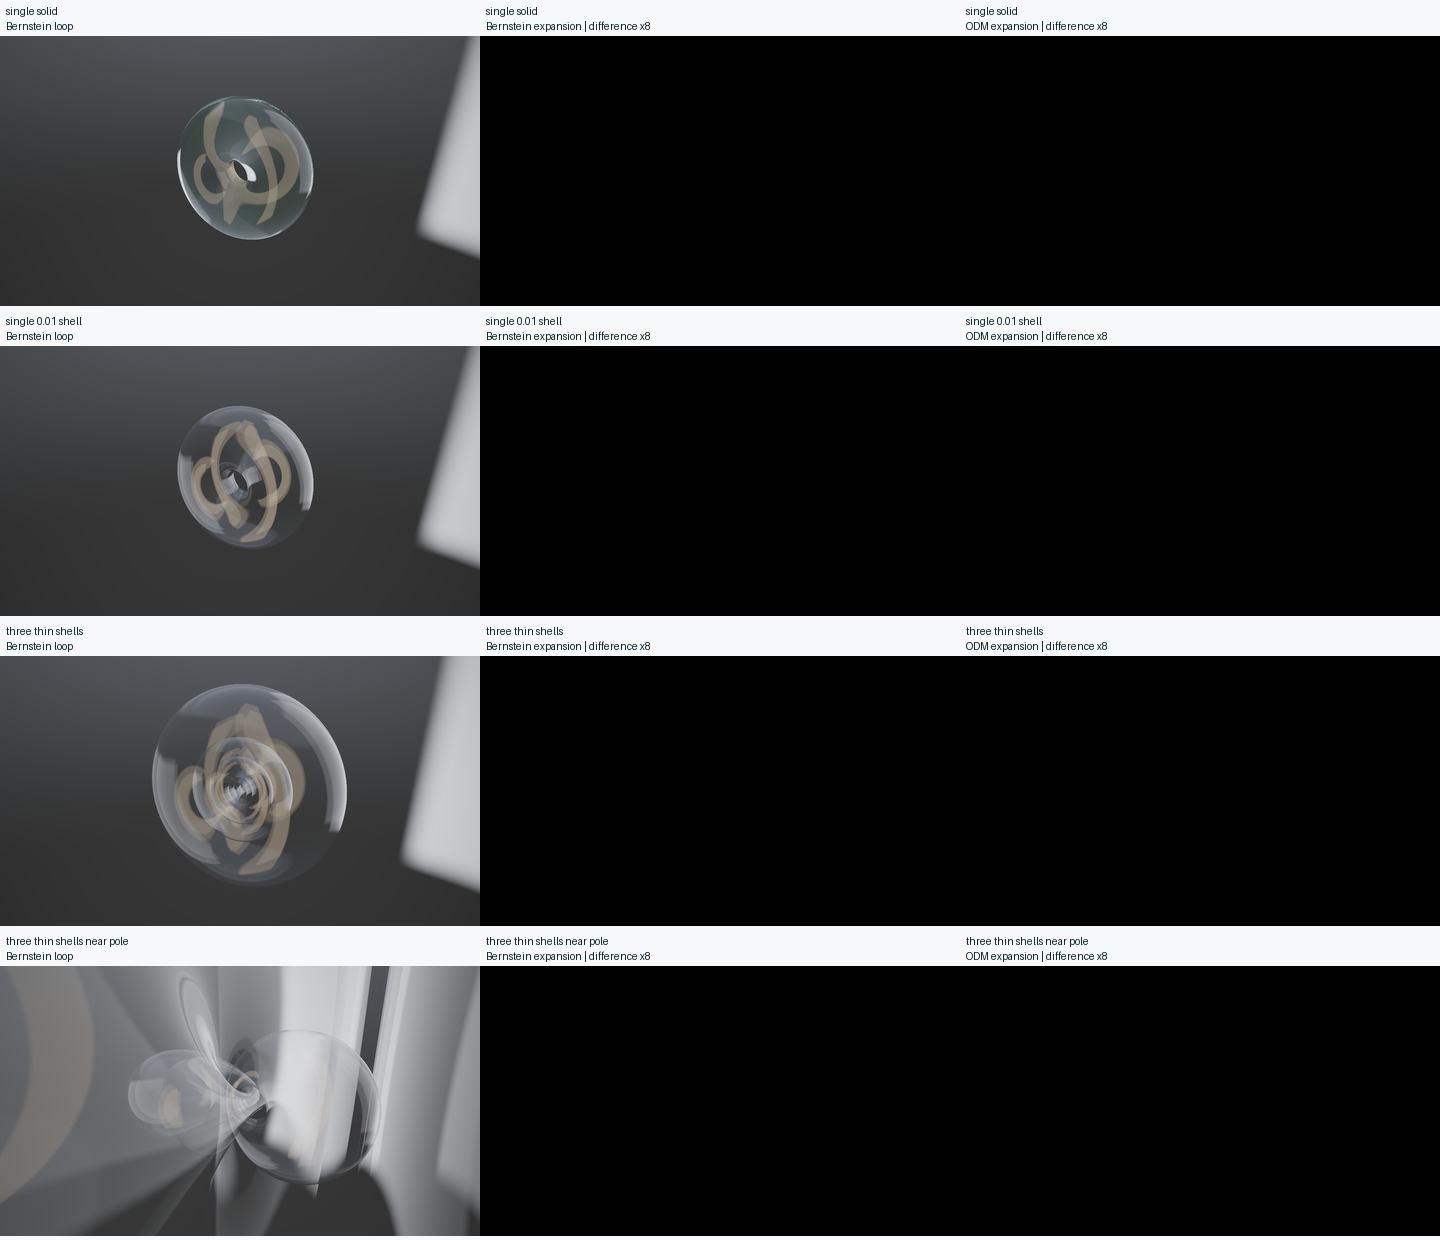 single solid
Bernstein loop
single solid
Bernstein expansion | difference x8
single solid
ODM expansion | difference x8
single 0.01 shell
Bernstein loop
single 0.01 shell
Bernstein expansion | difference x8
single 0.01 shell
ODM expansion | difference x8
three thin shells
Bernstein loop
three thin shells
Bernstein expansion | difference x8
three thin shells
ODM expansion | difference x8
three thin shells near pole
Bernstein loop
three thin shells near pole
Bernstein expansion | difference x8
three thin shells near pole
ODM expansion | difference x8